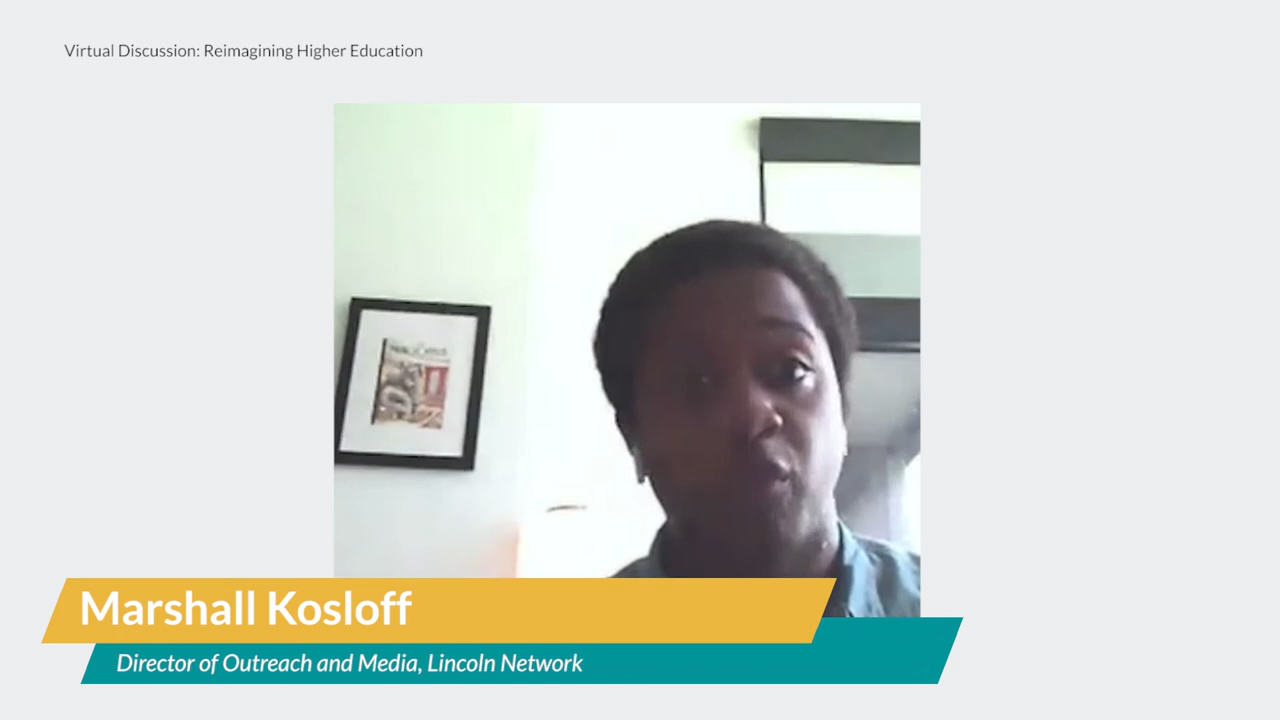 Virtual Discussion: Reimagining Higher Education
Marshall Kosloff
Director of Outreach and Media, Lincoln Network